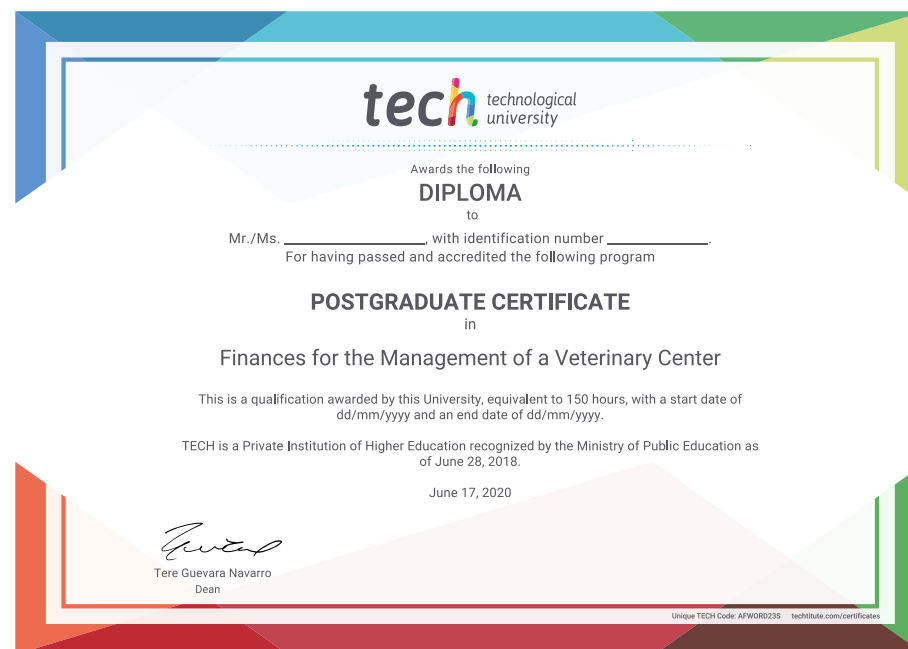 tech technological
university
Awards the following
DIPLOMA
to
Mr./Ms. ____________________, with identification number ___________________.
For having passed and accredited the following program
POSTGRADUATE CERTIFICATE
in
Finances for the Management of a Veterinary Center
This is a qualification awarded by this University, equivalent to 150 hours, with a start date of
dd/mm/yyyy and an end date of dd/mm/yyyy.
TECH is a Private Institution of Higher Education recognized by the Ministry of Public Education as
of June 28, 2018.
June 17, 2020
Tere Guevara Navarro
Dean
Unique TECH Code: AFWORD23S techtitute.com/certificates